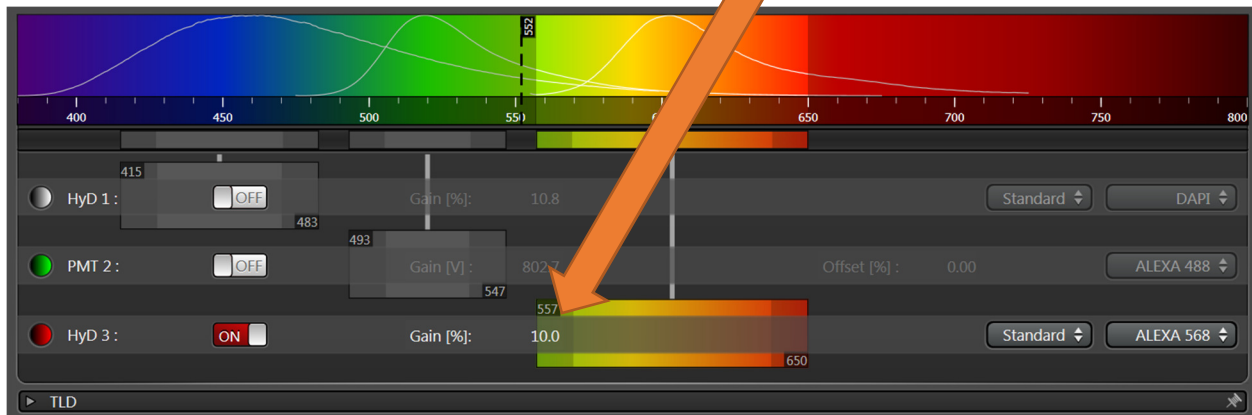 552
400 450 500 550 650 700 750 800
415
HyD 1 : OFF Gain [%]: 10.8 Standard DAPI
483
493
PMT 2 : OFF Gain [V] : 802.7 Offset [%] : 0.00 ALEXA 488
547
557
HyD 3 : ON Gain [%]: 10.0 Standard ALEXA 568
650
TLD